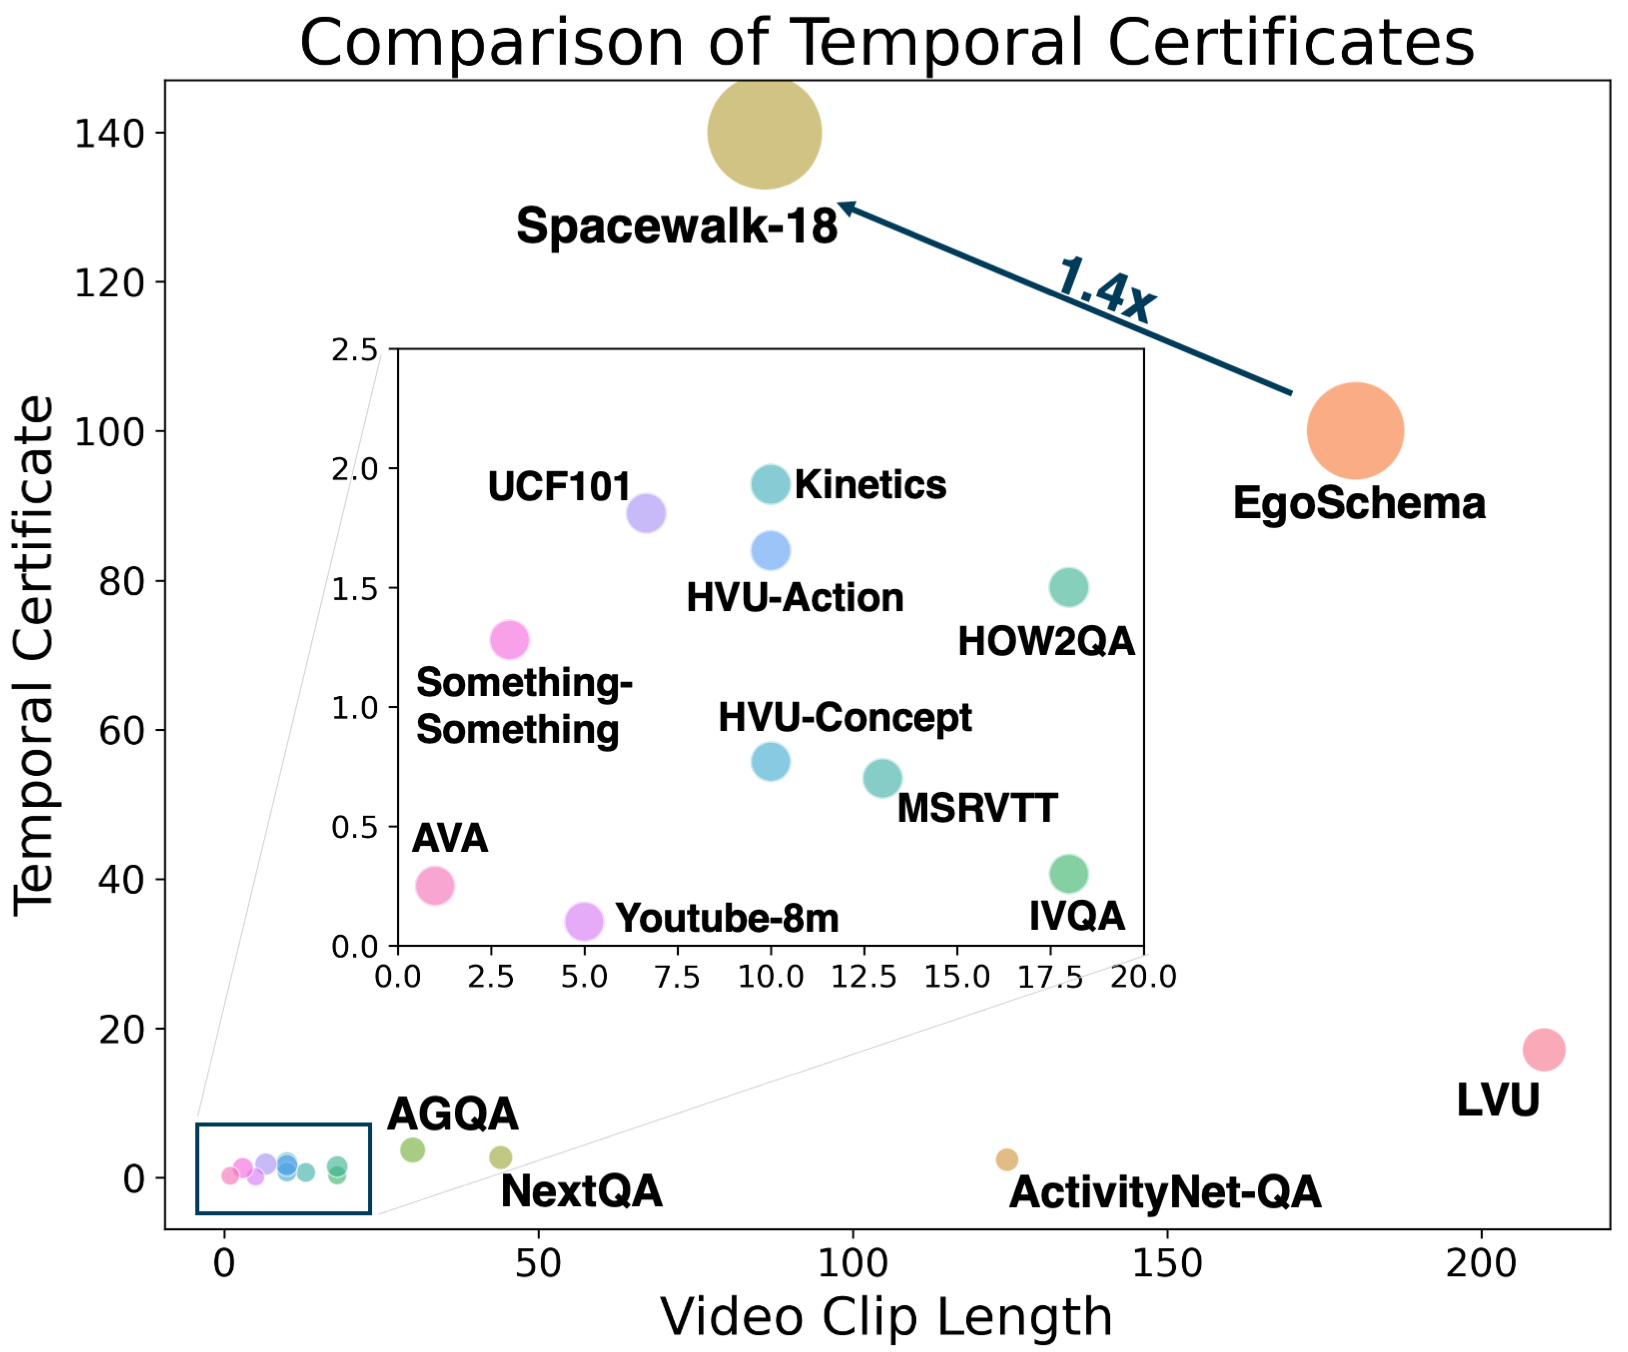 Comparison of Temporal Certificates
140
Spacewalk-18
120
1.4x
2.5
100
EgoSchema
2.0
UCF101
Kinetics
80
1.5
HVU-Action
HOW2QA
Something-
Something
60
1.0
HVU-Concept
MSRVTT
40
0.5
AVA
Youtube-8m
IVQA
0.0
0.0 2.5 5.0 7.5 10.0 12.5 15.0 17.5 20.0
20
LVU
AGQA
0
NextQA
ActivityNet-QA
0 50 100 150 200
Video Clip Length
Temporal Certificate